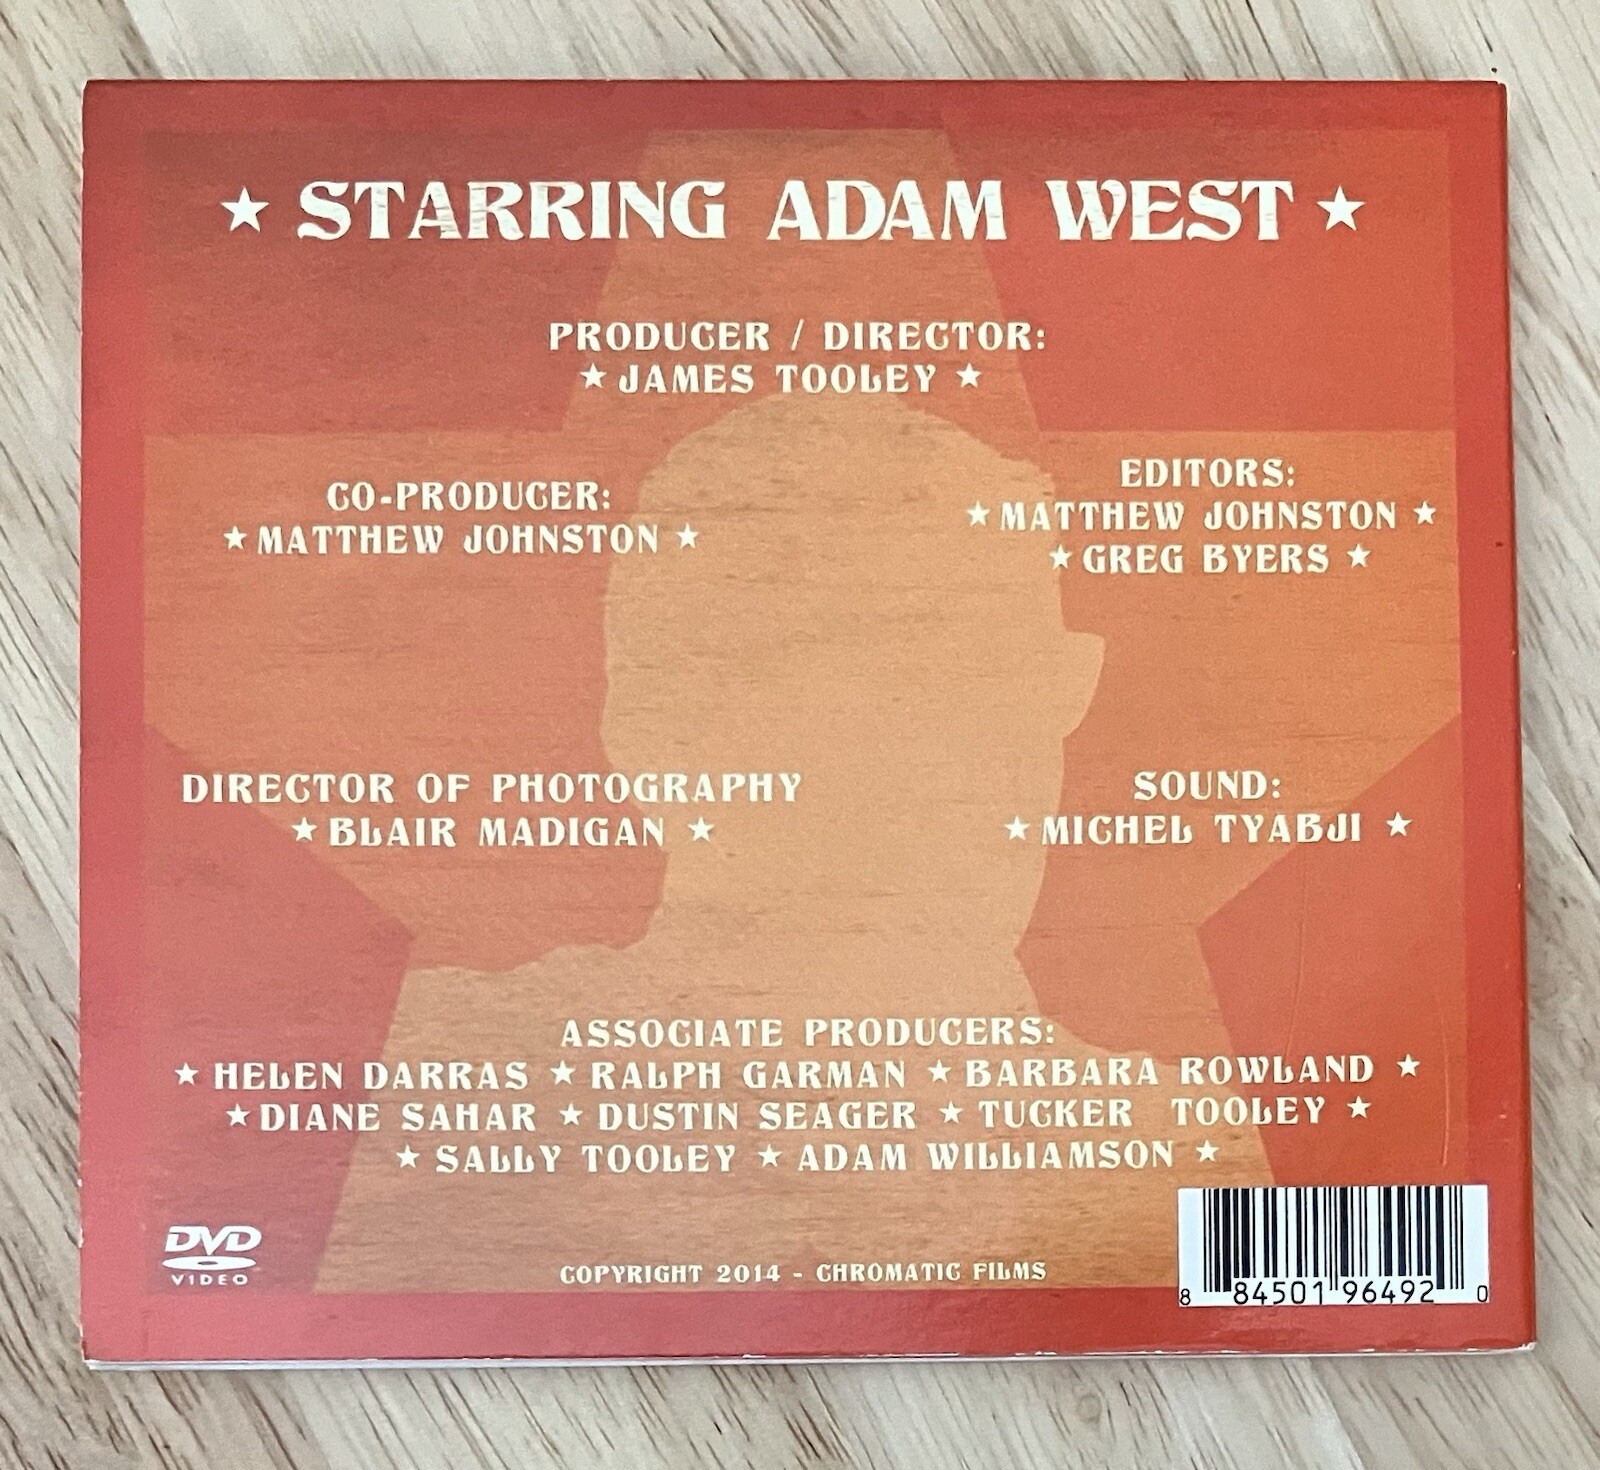 ★ STARRING ADAM WEST ★
PRODUCER / DIRECTOR:
★ JAMES TOOLEY ★
CO-PRODUCER:
★ MATTHEW JOHNSTON ★
EDITORS:
★ MATTHEW JOHNSTON ★
★ GREG BYERS ★
DIRECTOR OF PHOTOGRAPHY
★ BLAIR MADIGAN ★
SOUND:
★ MICHEL TYABJI ★
ASSOCIATE PRODUCERS:
★ HELEN DARRAS ★ RALPH GARMAN ★ BARBARA ROWLAND ★
★ DIANE SAHAR ★ DUSTIN SEAGER ★ TUCKER TOOLEY ★
★ SALLY TOOLEY ★ ADAM WILLIAMSON ★
DVD
VIDEO
COPYRIGHT 2014 - CHROMATIC FILMS
8 84501 96492 0